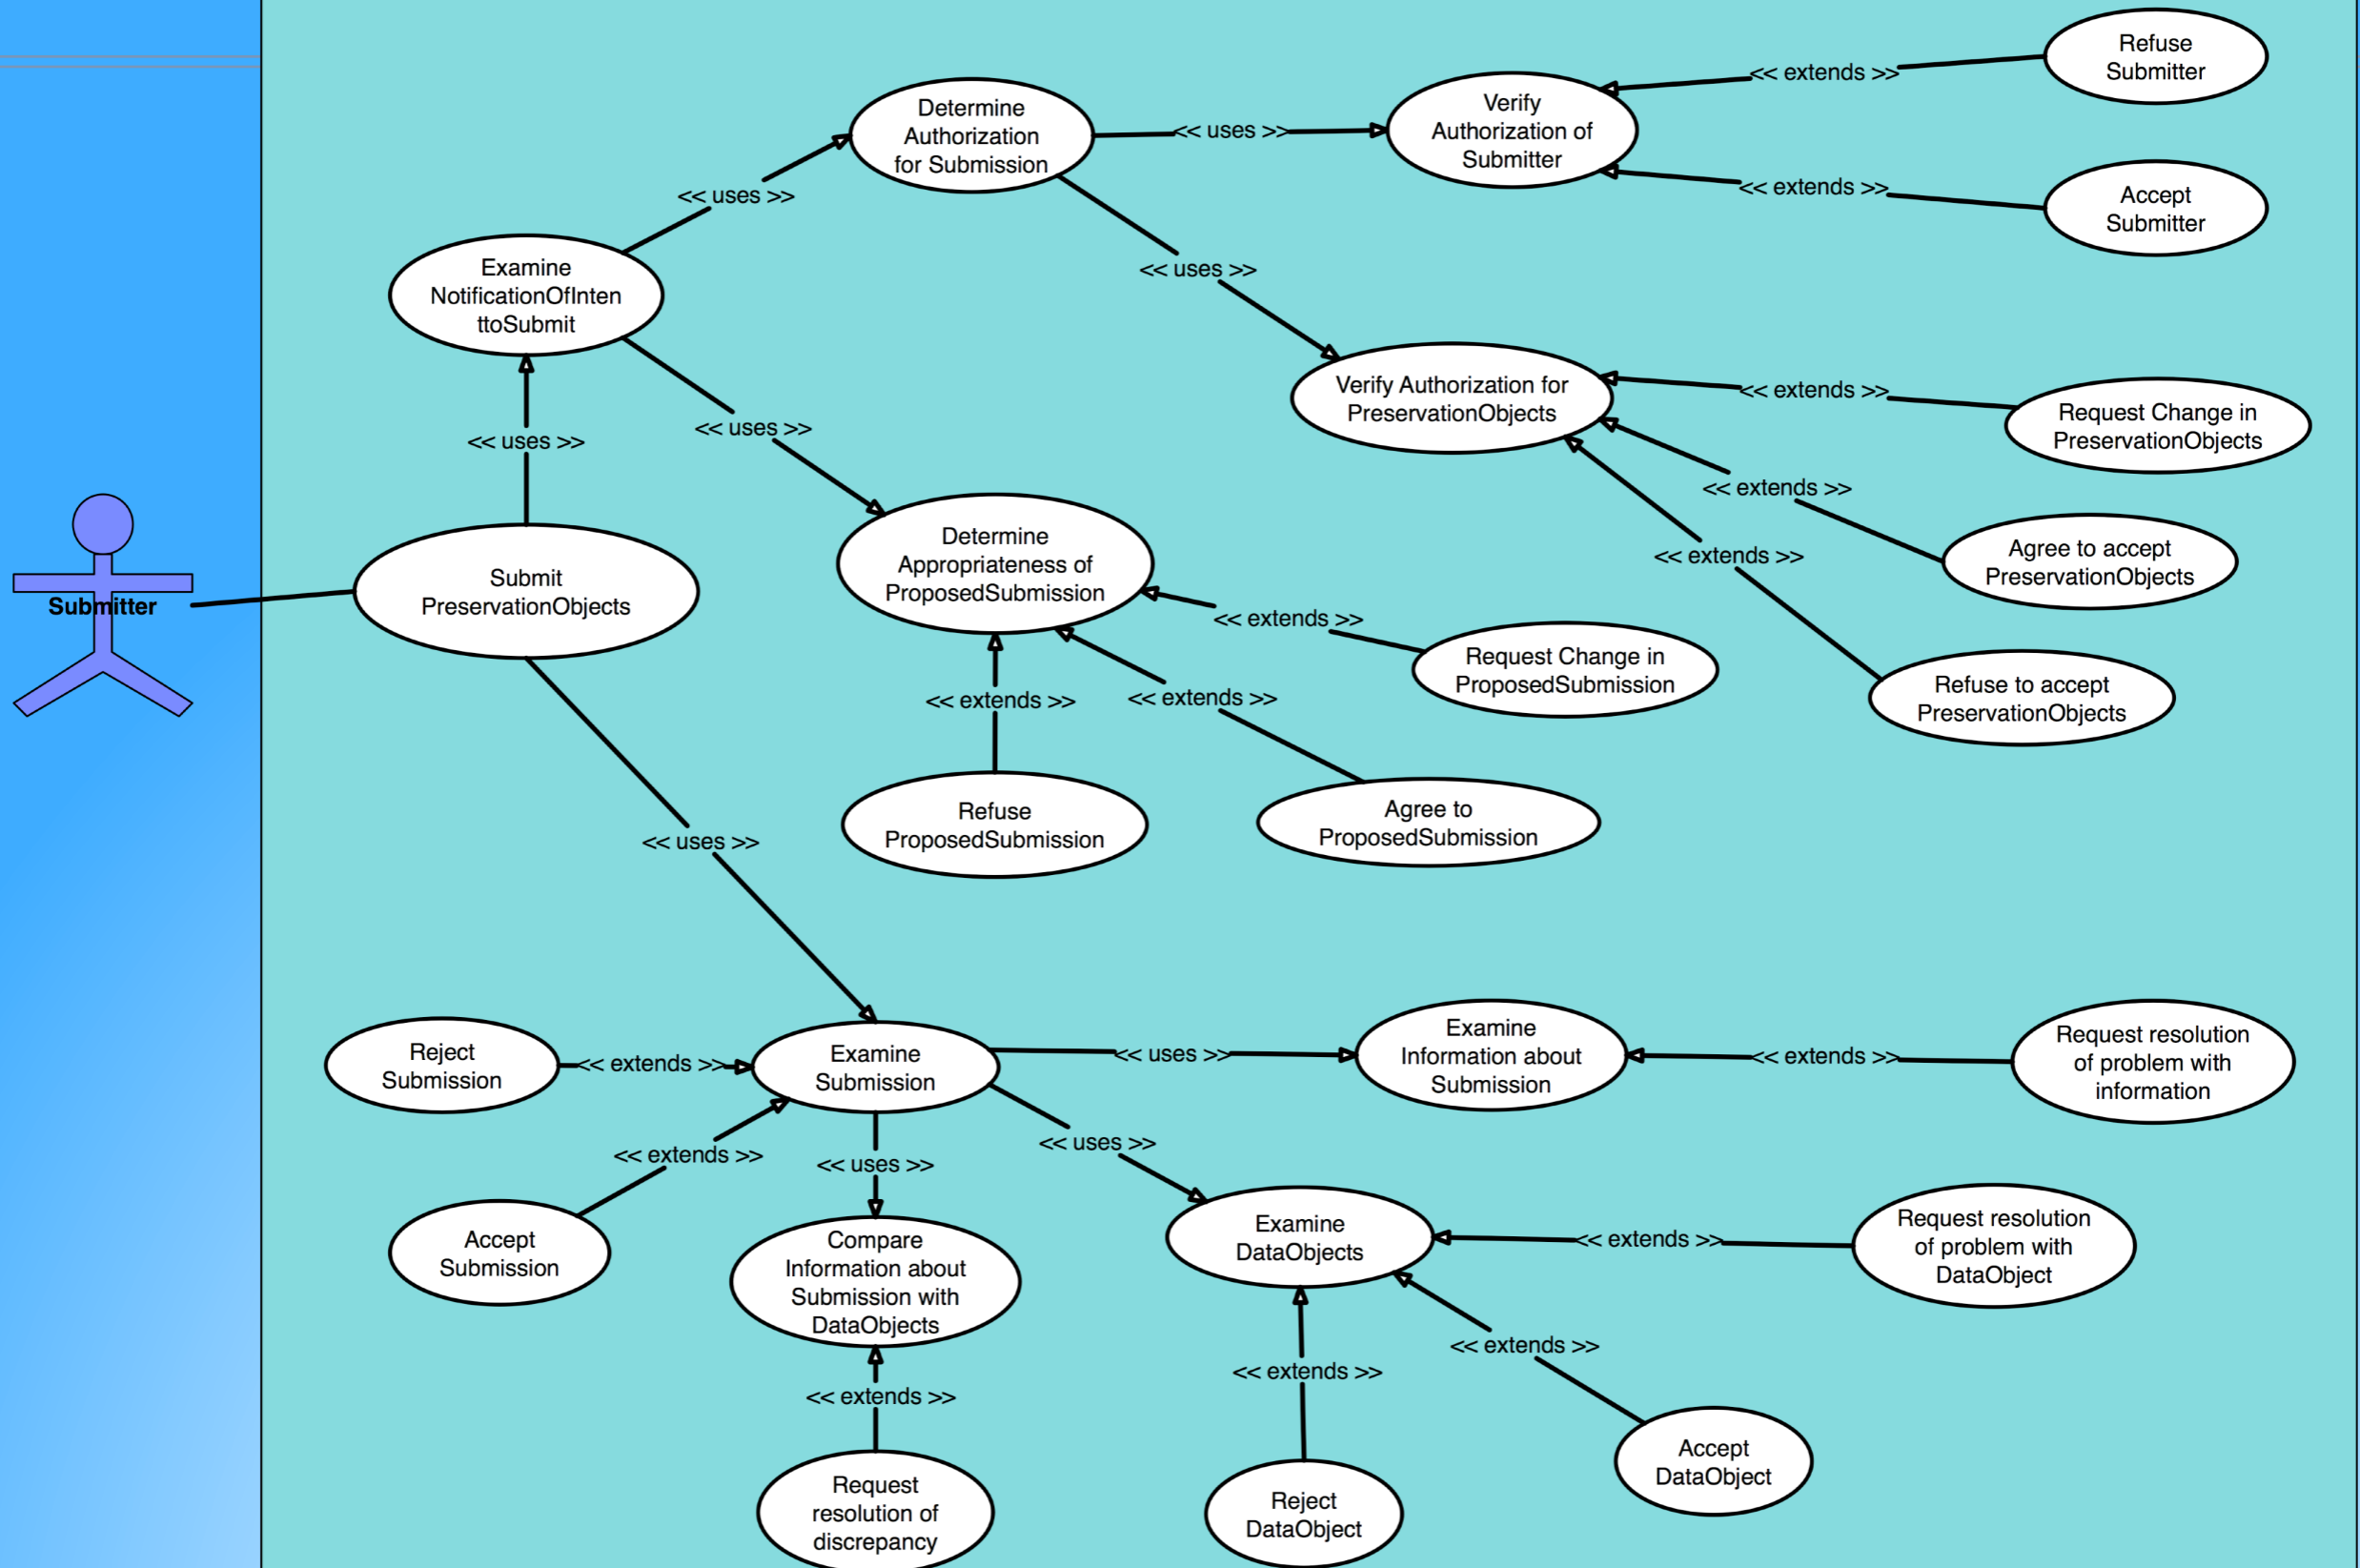 Refuse
Submitter
<< extends >>
Determine
Authorization
for Submission
<< uses >>
Verify
Authorization of
Submitter
<< extends >>
Accept
Submitter
<< uses >>
<< uses >>
Examine
NotificationOfInten
ttoSubmit
Verify Authorization for
PreservationObjects
<< extends >>
Request Change in
PreservationObjects
<< uses >>
<< uses >>
<< extends >>
Agree to accept
PreservationObjects
<< extends >>
Determine
Appropriateness of
ProposedSubmission
Submit
PreservationObjects
Submitter
<< extends >>
Request Change in
ProposedSubmission
Refuse to accept
PreservationObjects
<< extends >>
<< extends >>
Refuse
ProposedSubmission
Agree to
ProposedSubmission
<< uses >>
Reject
Submission
<< extends >>
Examine
Submission
<< uses >>
Examine
Information about
Submission
<< extends >>
Request resolution
of problem with
information
<< extends >>
<< uses >>
<< uses >>
Accept
Submission
Compare
Information about
Submission with
DataObjects
Examine
DataObjects
<< extends >>
Request resolution
of problem with
DataObject
<< extends >>
<< extends >>
<< extends >>
Request
resolution of
discrepancy
Reject
DataObject
Accept
DataObject